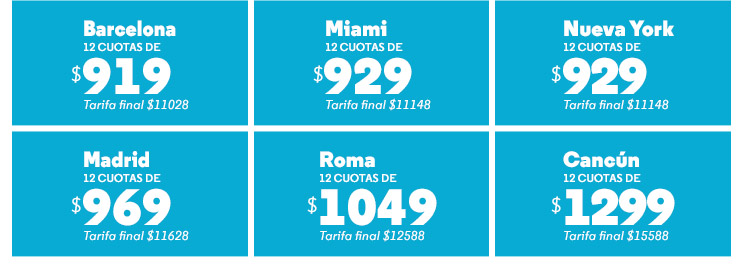 Barcelona
12 CUOTAS DE
$919
Tarifa final $11028
Miami
12 CUOTAS DE
$929
Tarifa final $11148
Nueva York
12 CUOTAS DE
$929
Tarifa final $11148
Madrid
12 CUOTAS DE
$969
Tarifa final $11628
Roma
12 CUOTAS DE
$1049
Tarifa final $12588
Cancún
12 CUOTAS DE
$1299
Tarifa final $15588